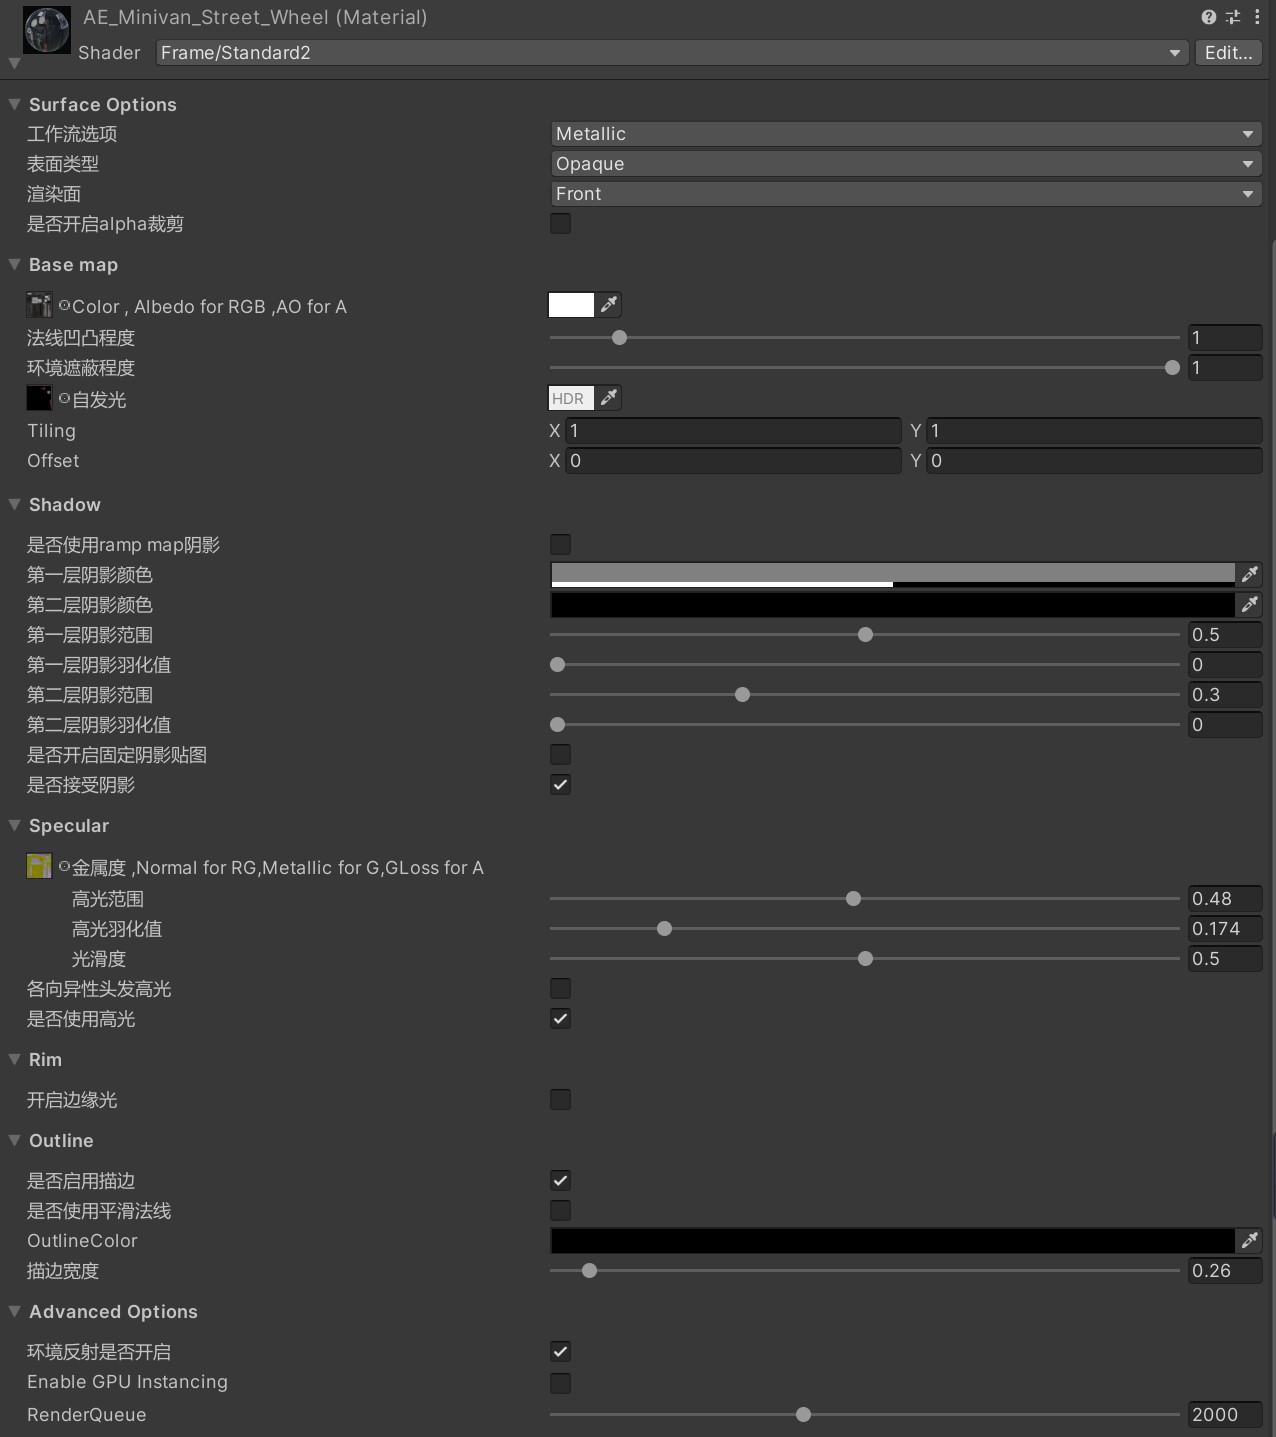 AE_Minivan_Street_Wheel (Material)
Shader Frame/Standard2 Edit...
Surface Options
工作流选项 Metallic
表面类型 Opaque
渲染面 Front
是否开启alpha裁剪
Base map
Color , Albedo for RGB ,AO for A
法线凹凸程度 1
环境遮蔽程度 1
自发光 HDR
Tiling X 1 Y 1
Offset X 0 Y 0
Shadow
是否使用ramp map阴影
第一层阴影颜色
第二层阴影颜色
第一层阴影范围 0.5
第一层阴影羽化值 0
第二层阴影范围 0.3
第二层阴影羽化值 0
是否开启固定阴影贴图
是否接受阴影
Specular
金属度 ,Normal for RG,Metallic for G,GLoss for A
高光范围 0.48
高光羽化值 0.174
光滑度 0.5
各向异性头发高光
是否使用高光
Rim
开启边缘光
Outline
是否启用描边
是否使用平滑法线
OutlineColor
描边宽度 0.26
Advanced Options
环境反射是否开启
Enable GPU Instancing
RenderQueue 2000